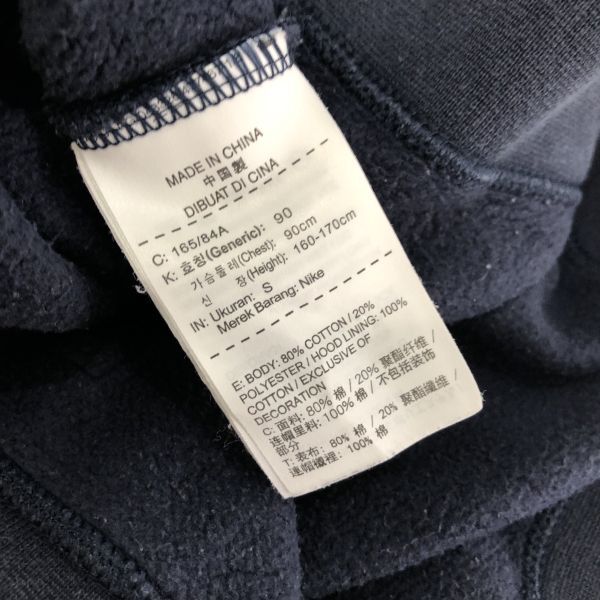 MADE IN CHINA
中国製
DIBUAT DI CINA
C: 165/84A
K: 호칭(Generic): 90
가슴둘레(Chest): 90cm
신 장(Height): 160-170cm
IN: Ukuran: S
Merek Barang: Nike
E: BODY: 80% COTTON / 20%
POLYESTER / HOOD LINING: 100%
COTTON / EXCLUSIVE OF
DECORATION
C: 面料: 80% 棉 / 20% 聚酯纤维 /
连帽里料: 100% 棉 / 不包括装饰
部分
T: 表布: 80% 棉 / 20% 聚酯纖維 /
連帽襯裡: 100% 棉